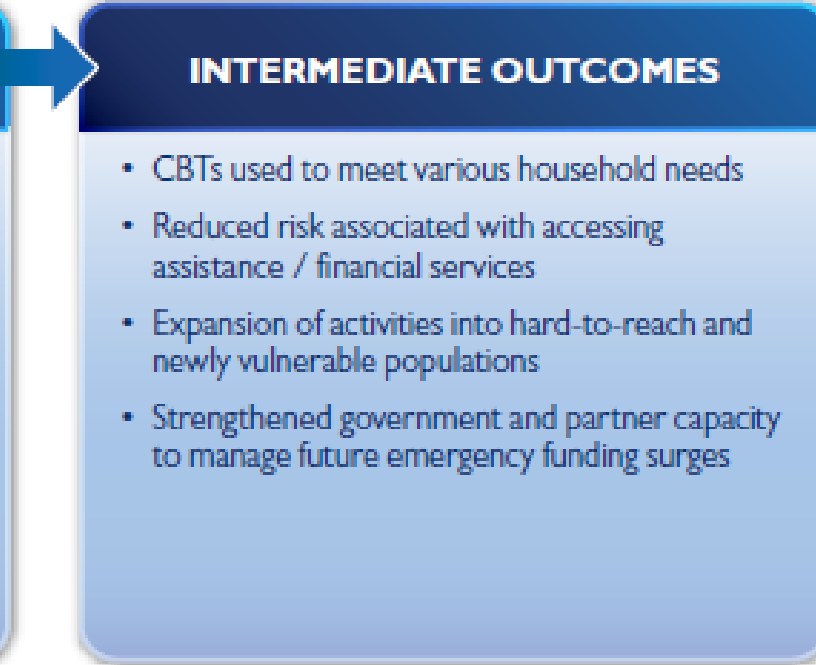 INTERMEDIATE OUTCOMES
• CBTs used to meet various household needs
• Reduced risk associated with accessing
assistance / financial services
• Expansion of activities into hard-to-reach and
newly vulnerable populations
• Strengthened government and partner capacity
to manage future emergency funding surges